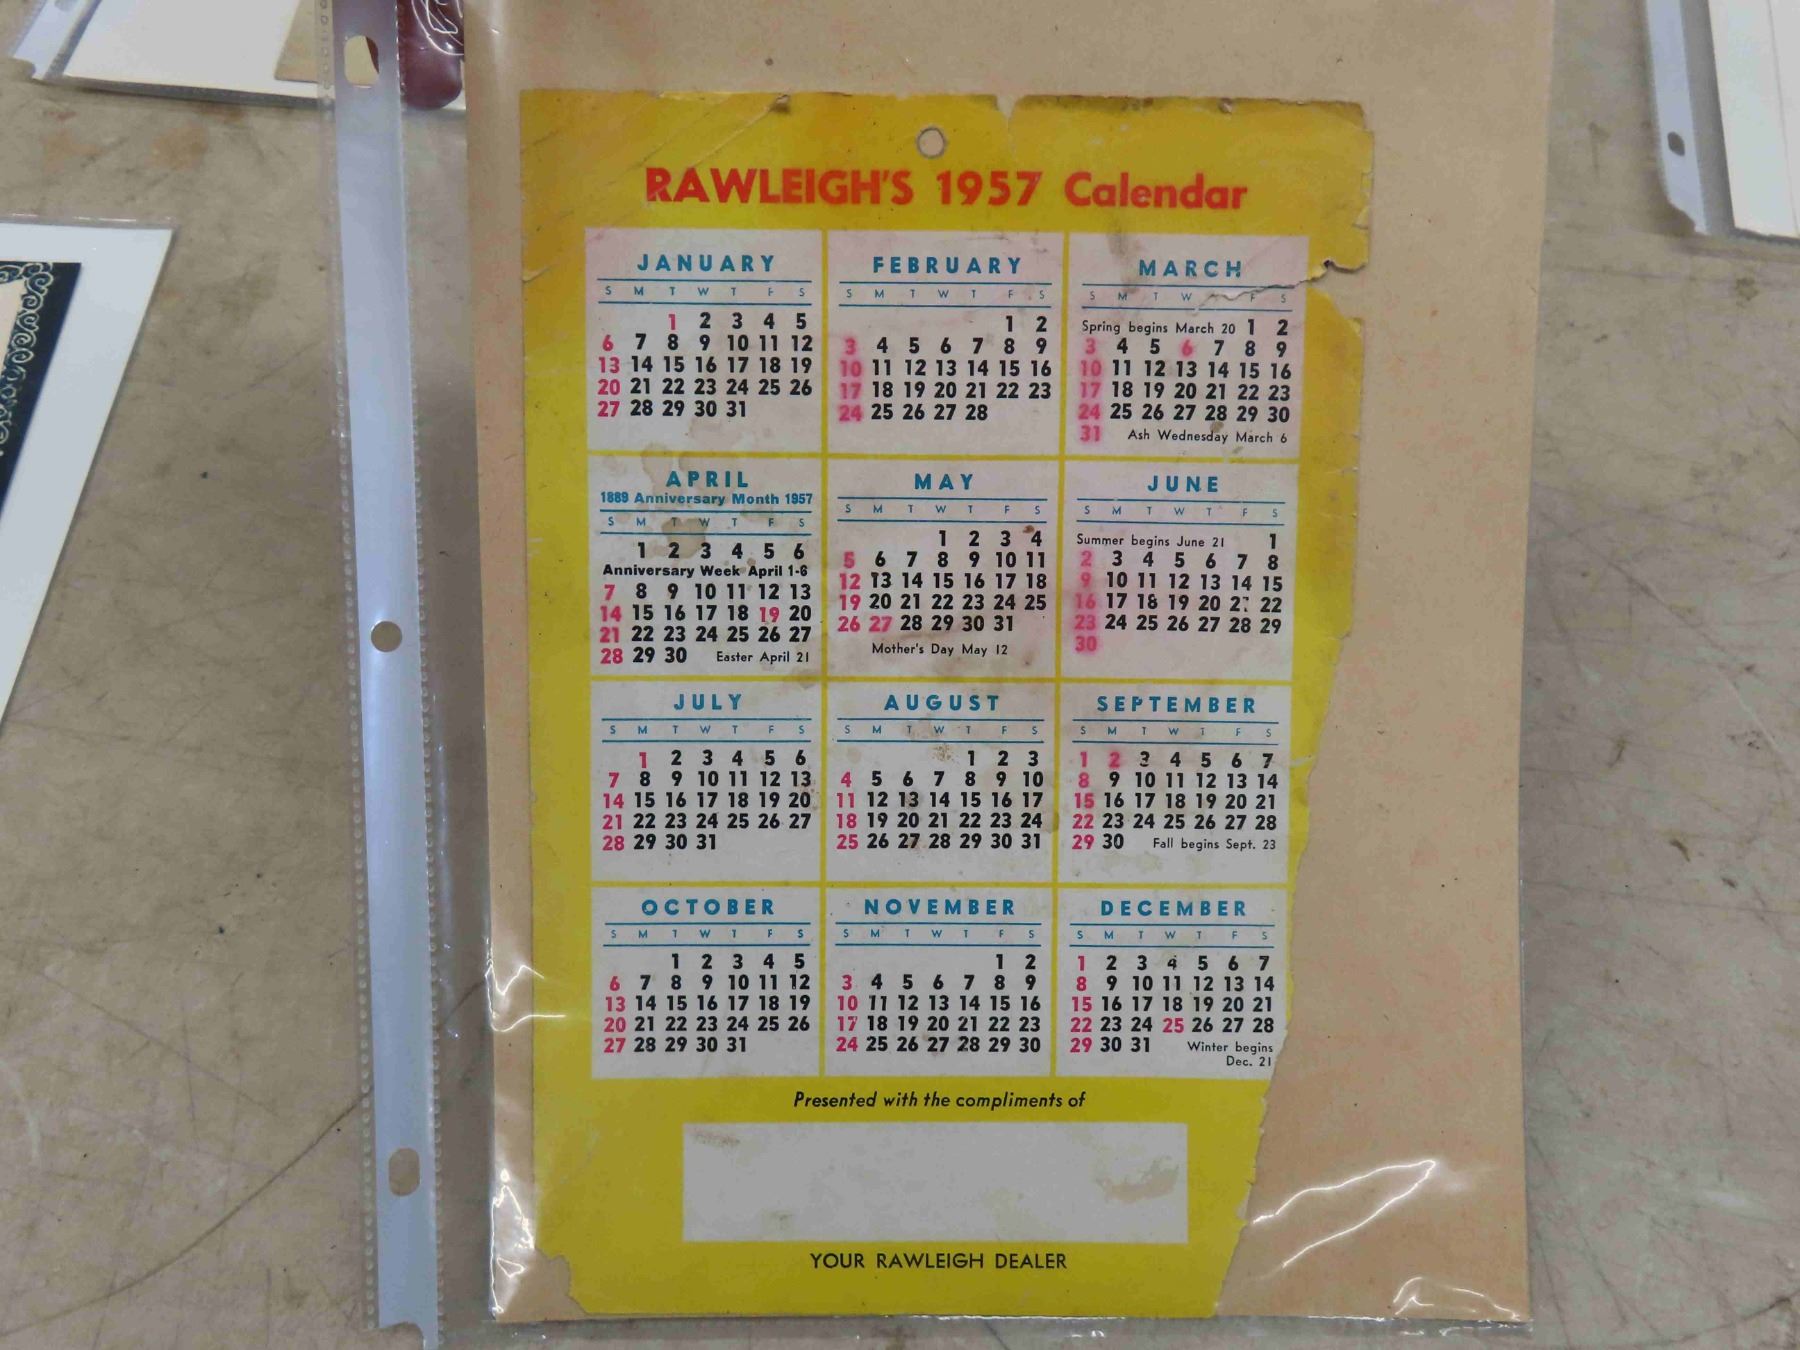 RAWLEIGH'S 1957 Calendar
JANUARY
S M T W T F S
1 2 3 4 5
6 7 8 9 10 11 12
13 14 15 16 17 18 19
20 21 22 23 24 25 26
27 28 29 30 31
FEBRUARY
S M T W T F S
1 2
3 4 5 6 7 8 9
10 11 12 13 14 15 16
17 18 19 20 21 22 23
24 25 26 27 28
MARCH
S M T W F S
Spring begins March 20 1 2
3 4 5 6 7 8 9
10 11 12 13 14 15 16
17 18 19 20 21 22 23
24 25 26 27 28 29 30
31 Ash Wednesday March 6
APRIL
1889 Anniversary Month 1957
S M T W T F S
1 2 3 4 5 6
Anniversary Week April 1-6
7 8 9 10 11 12 13
14 15 16 17 18 19 20
21 22 23 24 25 26 27
28 29 30 Easter April 21
MAY
S M T W T F S
1 2 3 4
5 6 7 8 9 10 11
12 13 14 15 16 17 18
19 20 21 22 23 24 25
26 27 28 29 30 31
Mother's Day May 12
JUNE
S M T W T F S
Summer begins June 21 1
2 3 4 5 6 7 8
9 10 11 12 13 14 15
16 17 18 19 20 21 22
23 24 25 26 27 28 29
30
JULY
S M T W T F S
1 2 3 4 5 6
7 8 9 10 11 12 13
14 15 16 17 18 19 20
21 22 23 24 25 26 27
28 29 30 31
AUGUST
S M T W T F S
1 2 3
4 5 6 7 8 9 10
11 12 13 14 15 16 17
18 19 20 21 22 23 24
25 26 27 28 29 30 31
SEPTEMBER
S M T W T F S
1 2 3 4 5 6 7
8 9 10 11 12 13 14
15 16 17 18 19 20 21
22 23 24 25 26 27 28
29 30 Fall begins Sept. 23
OCTOBER
S M T W T F S
1 2 3 4 5
6 7 8 9 10 11 12
13 14 15 16 17 18 19
20 21 22 23 24 25 26
27 28 29 30 31
NOVEMBER
S M T W T F S
1 2
3 4 5 6 7 8 9
10 11 12 13 14 15 16
17 18 19 20 21 22 23
24 25 26 27 28 29 30
DECEMBER
S M T W T F S
1 2 3 4 5 6 7
8 9 10 11 12 13 14
15 16 17 18 19 20 21
22 23 24 25 26 27 28
29 30 31 Winter begins
Dec. 21
Presented with the compliments of
YOUR RAWLEIGH DEALER